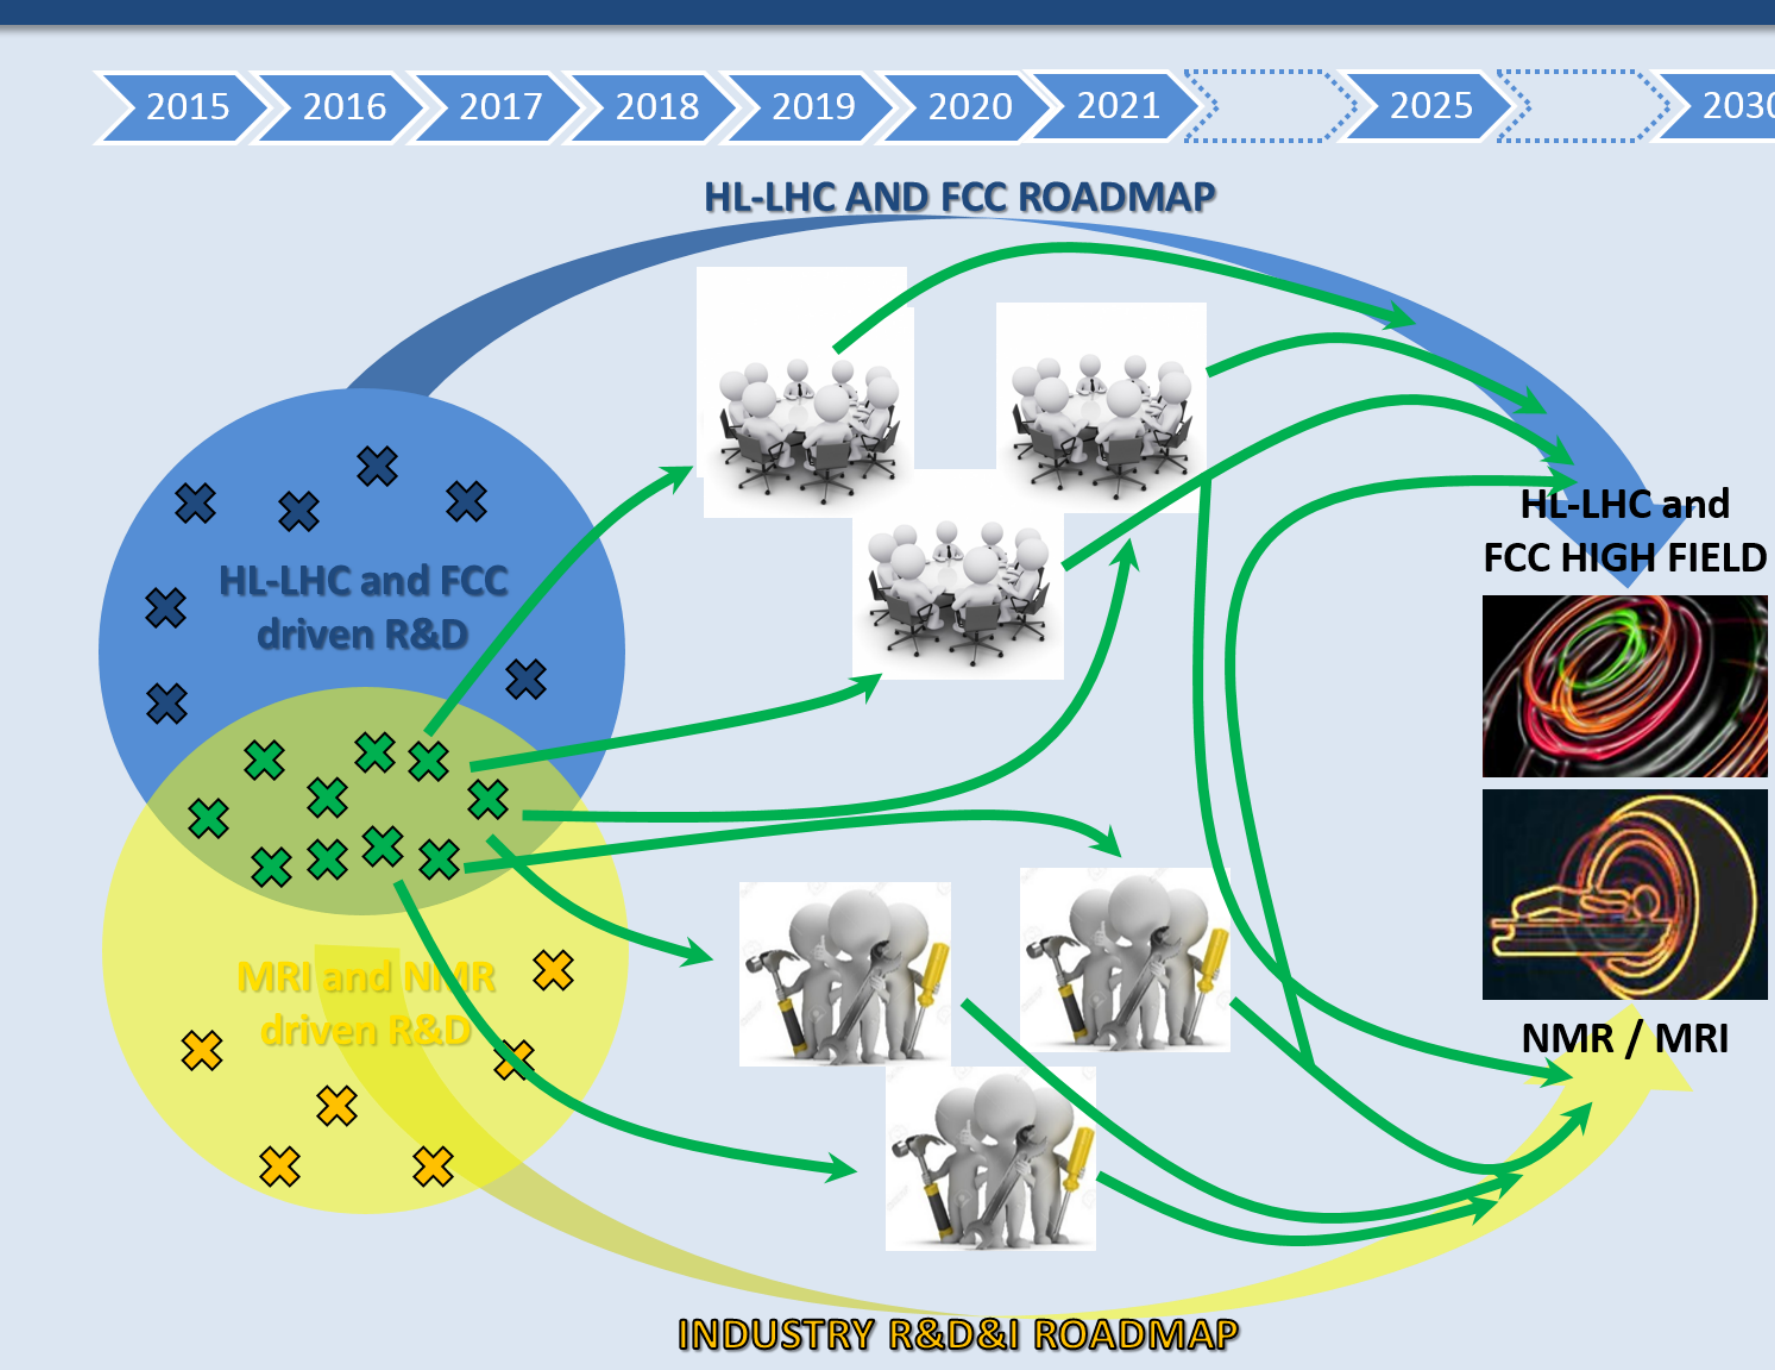 2015 2016 2017 2018 2019 2020 2021 2025 2030
HL-LHC AND FCC ROADMAP
HL-LHC and FCC
driven R&D
HL-LHC and
FCC HIGH FIELD
MRI and NMR
driven R&D
NMR / MRI
INDUSTRY R&D&I ROADMAP